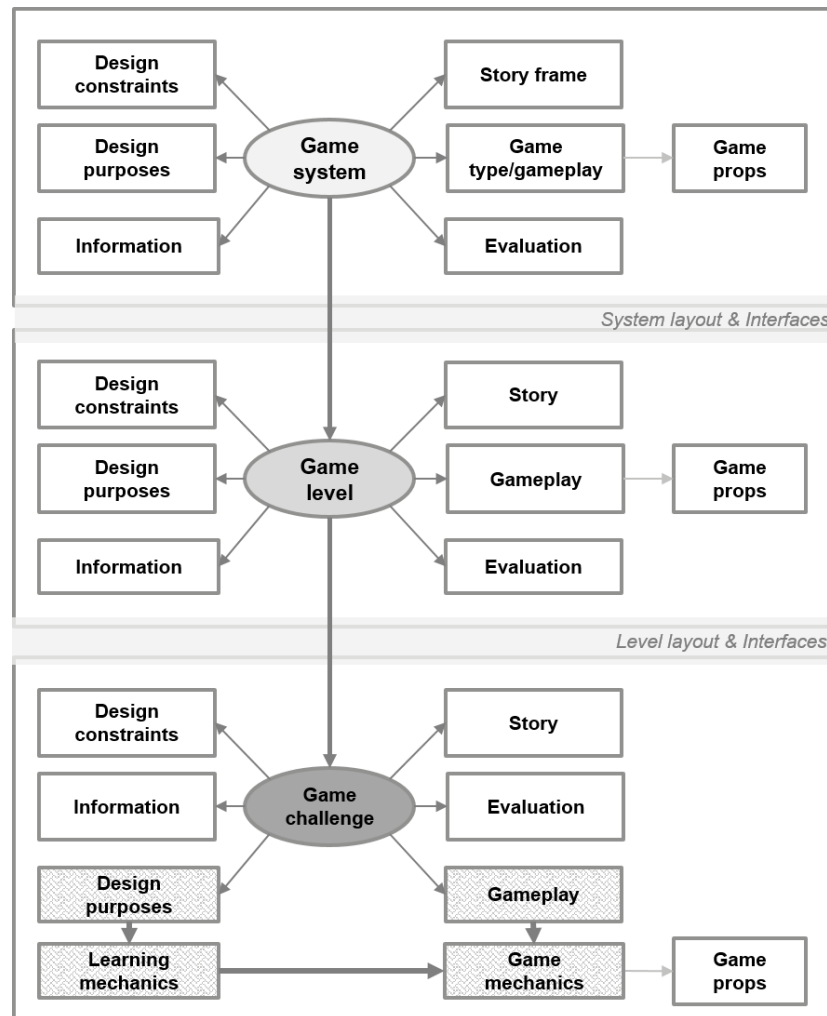 Design
constraints
Story frame
Design
purposes
Game
system
Game
type/gameplay
Game
props
Information
Evaluation
System layout & Interfaces
Design
constraints
Story
Design
purposes
Game
level
Gameplay
Game
props
Information
Evaluation
Level layout & Interfaces
Design
constraints
Story
Information
Game
challenge
Evaluation
Design
purposes
Gameplay
Learning
mechanics
Game
mechanics
Game
props